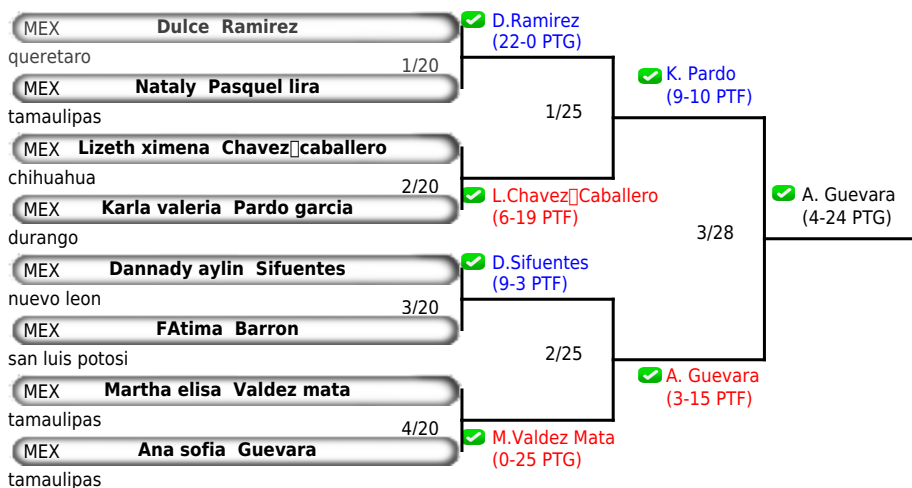 MEX Dulce Ramirez
queretaro
1/20
MEX Nataly Pasquel lira
tamaulipas
MEX Lizeth ximena Chavez▯caballero
chihuahua
2/20
MEX Karla valeria Pardo garcia
durango
MEX Dannady aylin Sifuentes
nuevo leon
3/20
MEX FAtima Barron
san luis potosi
MEX Martha elisa Valdez mata
tamaulipas
4/20
MEX Ana sofia Guevara
tamaulipas
D.Ramirez
(22-0 PTG)
1/25
L.Chavez▯Caballero
(6-19 PTF)
D.Sifuentes
(9-3 PTF)
2/25
M.Valdez Mata
(0-25 PTG)
K. Pardo
(9-10 PTF)
3/28
A. Guevara
(3-15 PTF)
A. Guevara
(4-24 PTG)